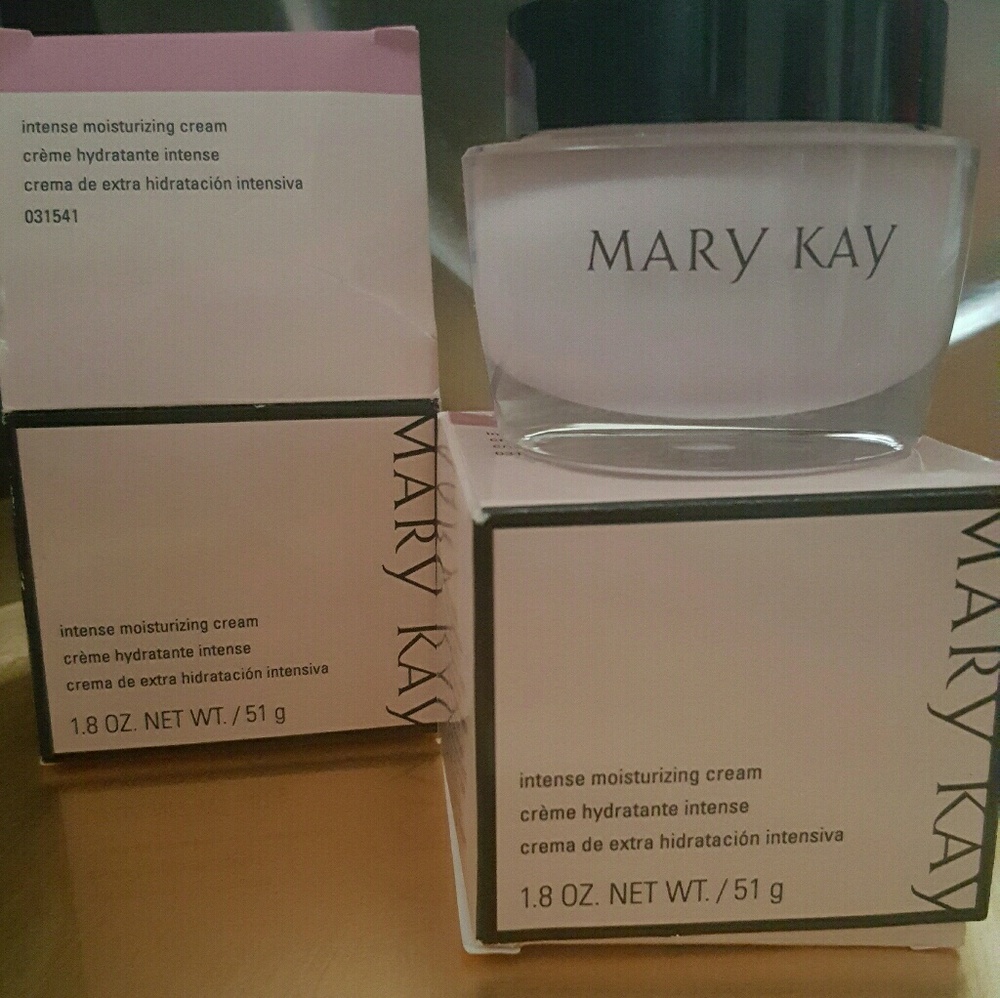 intense moisturizing cream
crème hydratante intense
crema de extra hidratación intensiva
031541
MARY KAY
intense moisturizing cream
crème hydratante intense
crema de extra hidratación intensiva
1.8 OZ. NET WT. / 51 g
MARY KAY
intense moisturizing cream
crème hydratante intense
crema de extra hidratación intensiva
1.8 OZ. NET WT. / 51 g
MARY KAY